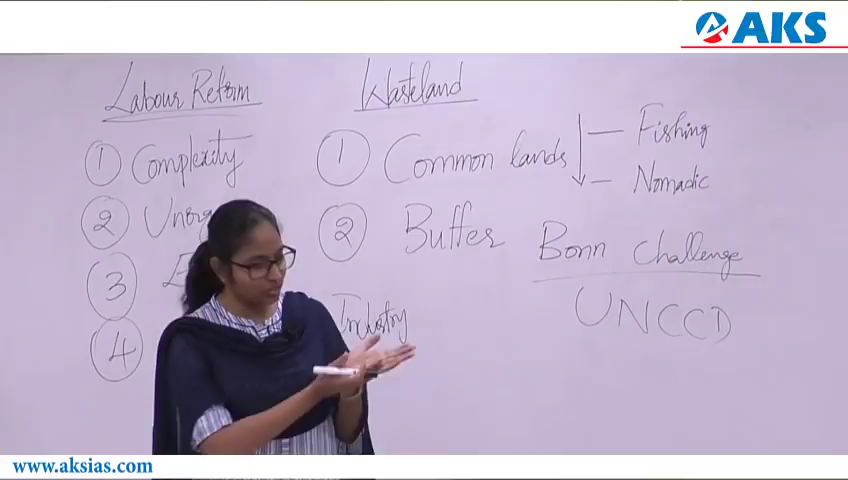 AKS
Labour Reform
① Complexity
② Unorg
③ E
④
Wasteland
① Common lands
— Fishing
— Nomadic
② Buffer
Industry
Bonn Challenge
UNCCD
www.aksias.com